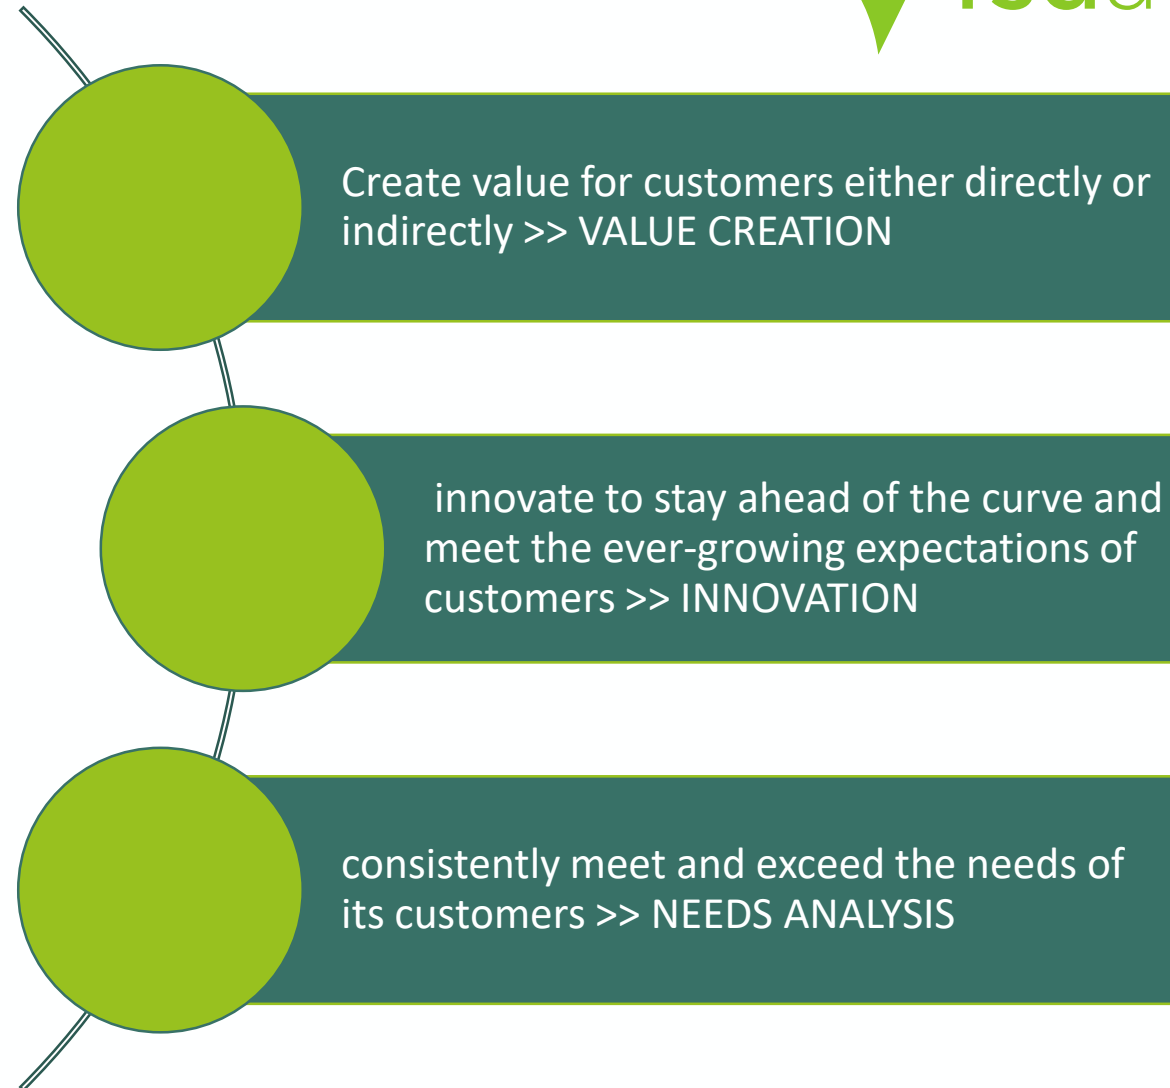 Create value for customers either directly or
indirectly >> VALUE CREATION
innovate to stay ahead of the curve and
meet the ever-growing expectations of
customers >> INNOVATION
consistently meet and exceed the needs of
its customers >> NEEDS ANALYSIS